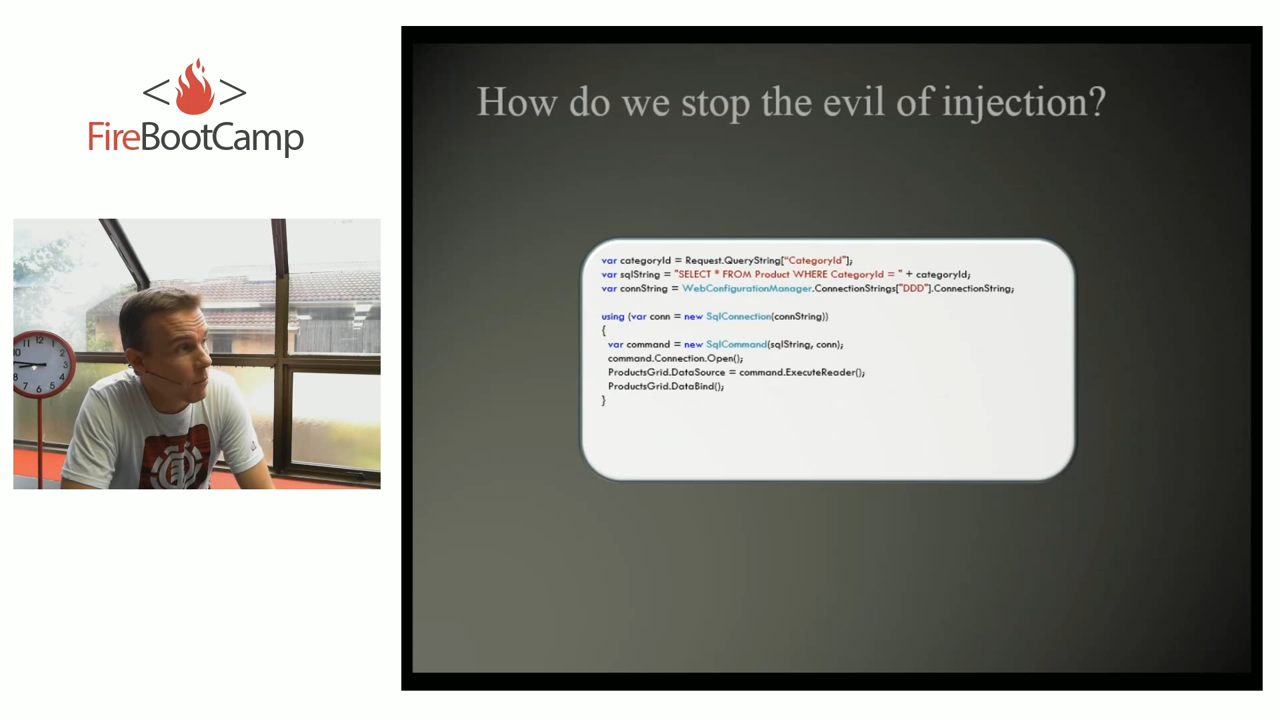 FireBootCamp
How do we stop the evil of injection?
var categoryId = Request.QueryString["CategoryId"];
var sqlString = "SELECT * FROM Product WHERE CategoryId = " + categoryId;
var connString = WebConfigurationManager.ConnectionStrings["DDD"].ConnectionString;
using (var conn = new SqlConnection(connString))
{
var command = new SqlCommand(sqlString, conn);
command.Connection.Open();
ProductsGrid.DataSource = command.ExecuteReader();
ProductsGrid.DataBind();
}